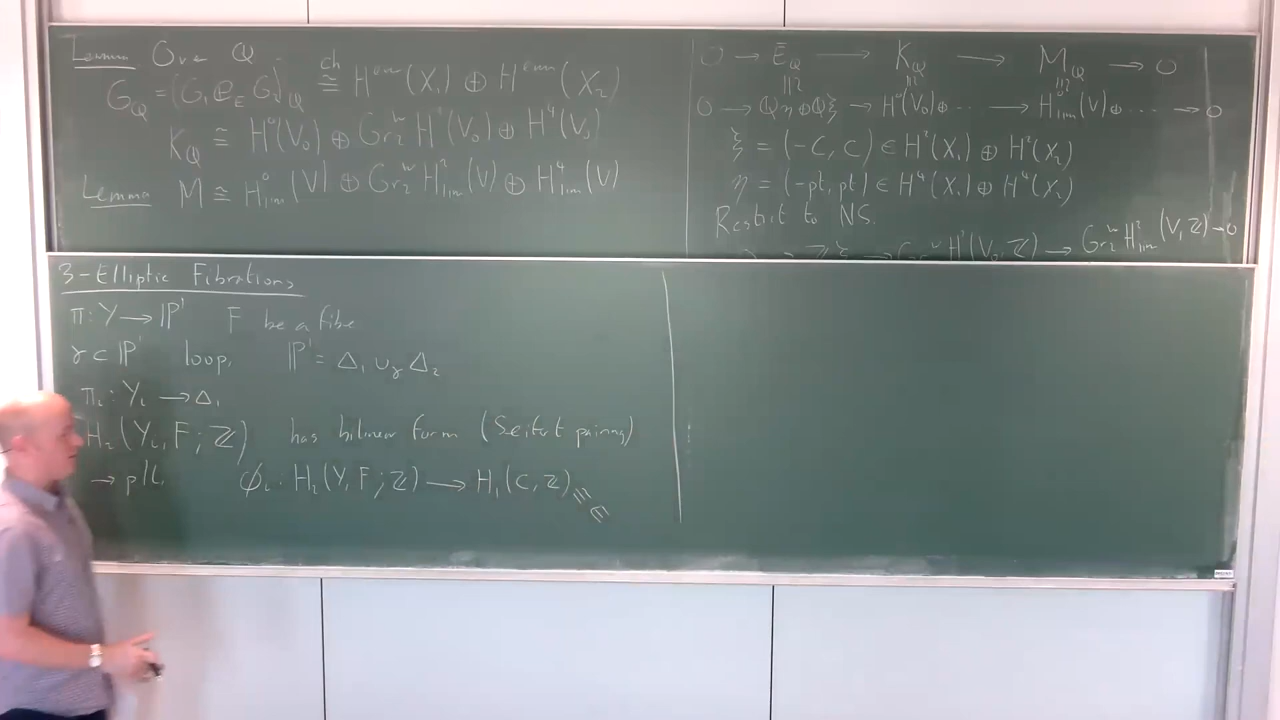 Lemma Over Q
G_Q = (G₁ ⊕_E G₂)_Q ≅^ch H^even(X₁) ⊕ H^even(X₂)
K_Q ≅ H⁰(V₀) ⊕ Gr₂^w H²(V₀) ⊕ H⁴(V₀)
Lemma M ≅ H⁰_lim(V) ⊕ Gr₂^w H²_lim(V) ⊕ H⁴_lim(V)
0 → E_Q → K_Q → M_Q → 0
0 → Qη⊕Qξ → H⁰(V₀)⊕⋯ → H⁰_lim(V)⊕⋯ → 0
ξ = (-C, C) ∈ H²(X₁) ⊕ H²(X₂)
η = (-pt, pt) ∈ H⁴(X₁) ⊕ H⁴(X₂)
Restrict to NS.
→ Gr₂^w H²(V₀, Z) → Gr₂^w H²_lim(V, Z) → 0
3-Elliptic Fibrations
π: Y → P¹ F be a fibe
γ ⊂ P¹ loop, P¹ = Δ₁ ∪_γ Δ₂
π_i: Y_i → Δ_i
H₂(Y_i, F; Z) has bilinear form (Seifert pairing)
→ pll. ϕ_i: H₂(Y, F; Z) → H₁(C, Z) ≅ E